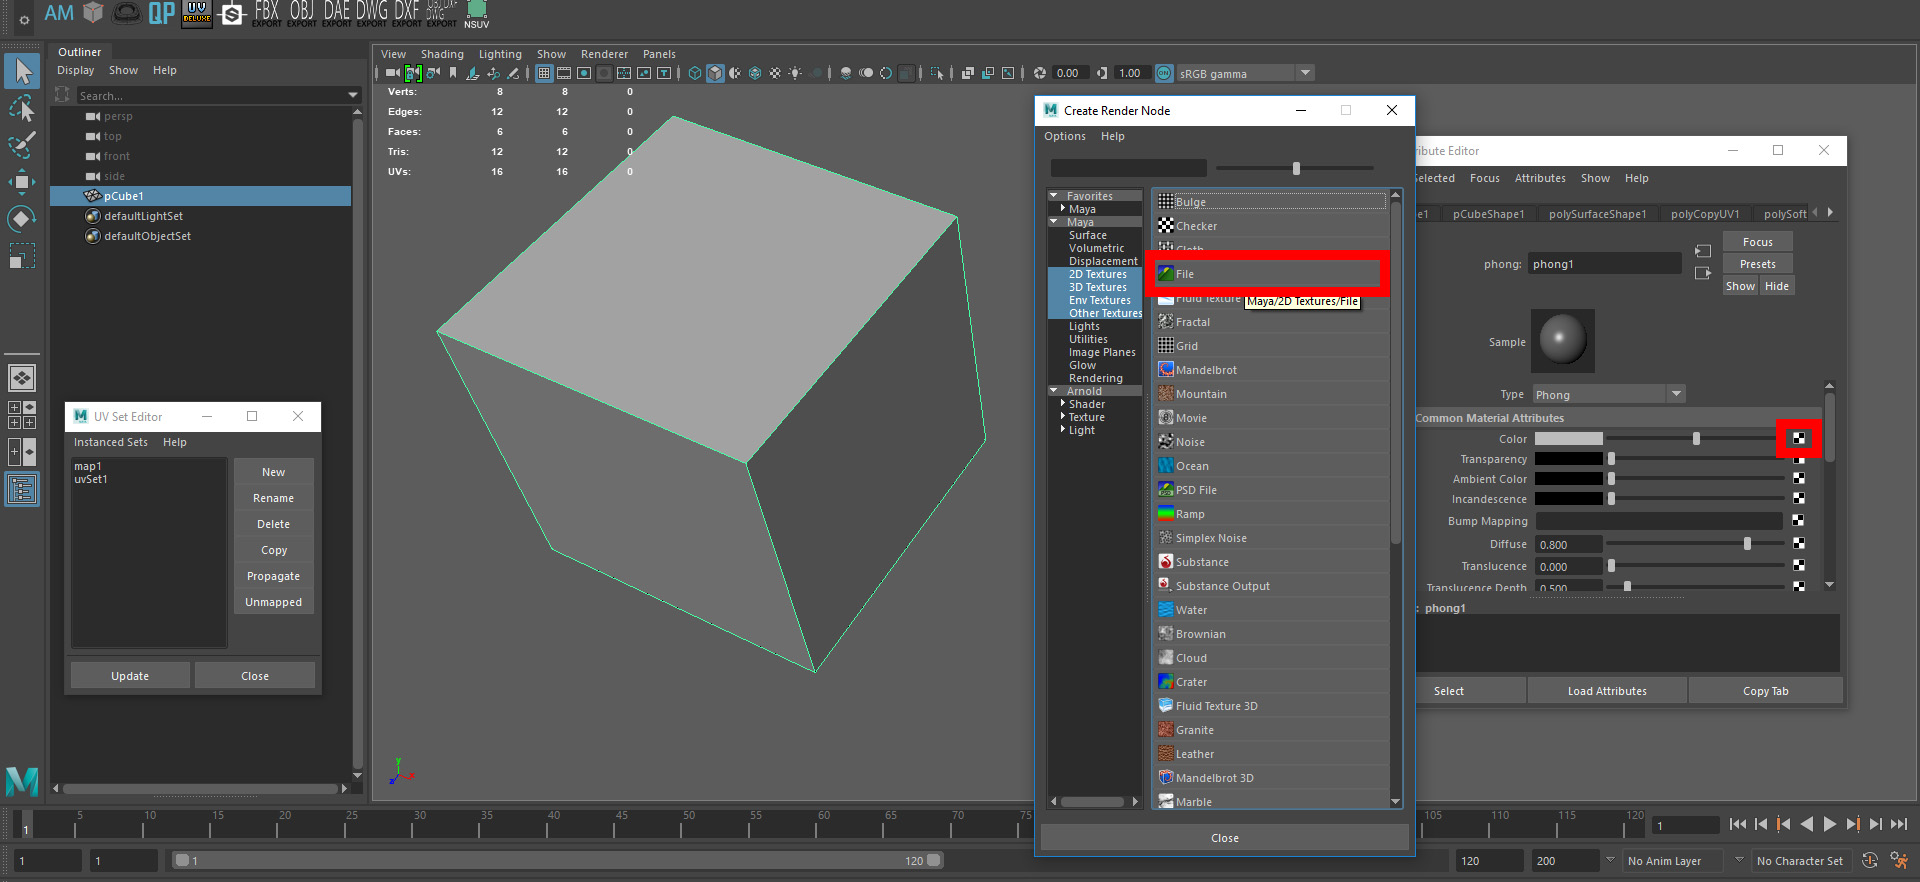 AM QP UV DELUXE S FBX OBJ DAE DWG DXF
EXPORT EXPORT EXPORT EXPORT EXPORT EXPORT NSUV
Outliner
Display Show Help
Search...
persp
top
front
side
pCube1
defaultLightSet
defaultObjectSet
UV Set Editor
Instanced Sets Help
map1
uvSet1
New
Rename
Delete
Copy
Propagate
Unmapped
Update Close
View Shading Lighting Show Renderer Panels
0.00 1.00 ON sRGB gamma
Verts: 8 8 0
Edges: 12 12 0
Faces: 6 6 0
Tris: 12 12 0
UVs: 16 16 0
y
z
Create Render Node
Options Help
Favorites
Maya
Maya
Surface
Volumetric
Displacement
2D Textures
3D Textures
Env Textures
Other Textures
Lights
Utilities
Image Planes
Glow
Rendering
Arnold
Shader
Texture
Light
Bulge
Checker
Cloth
File
Fluid Texture
Maya/2D Textures/File
Fractal
Grid
Mandelbrot
Mountain
Movie
Noise
Ocean
PSD File
Ramp
Simplex Noise
Substance
Substance Output
Water
Brownian
Cloud
Crater
Fluid Texture 3D
Granite
Leather
Mandelbrot 3D
Marble
Close
ribute Editor
elected Focus Attributes Show Help
e1 pCubeShape1 polySurfaceShape1 polyCopyUV1 polySoft
phong: phong1
Focus
Presets
Show Hide
Sample
Type Phong
Common Material Attributes
Color
Transparency
Ambient Color
Incandescence
Bump Mapping
Diffuse 0.800
Translucence 0.000
Translucence Depth 0.500
: phong1
Select Load Attributes Copy Tab
1 5 10 15 20 25 30 35 40 45 50 55 60 65 70 75 105 110 115 120 1
1 1 1 120 120 200 No Anim Layer No Character Set